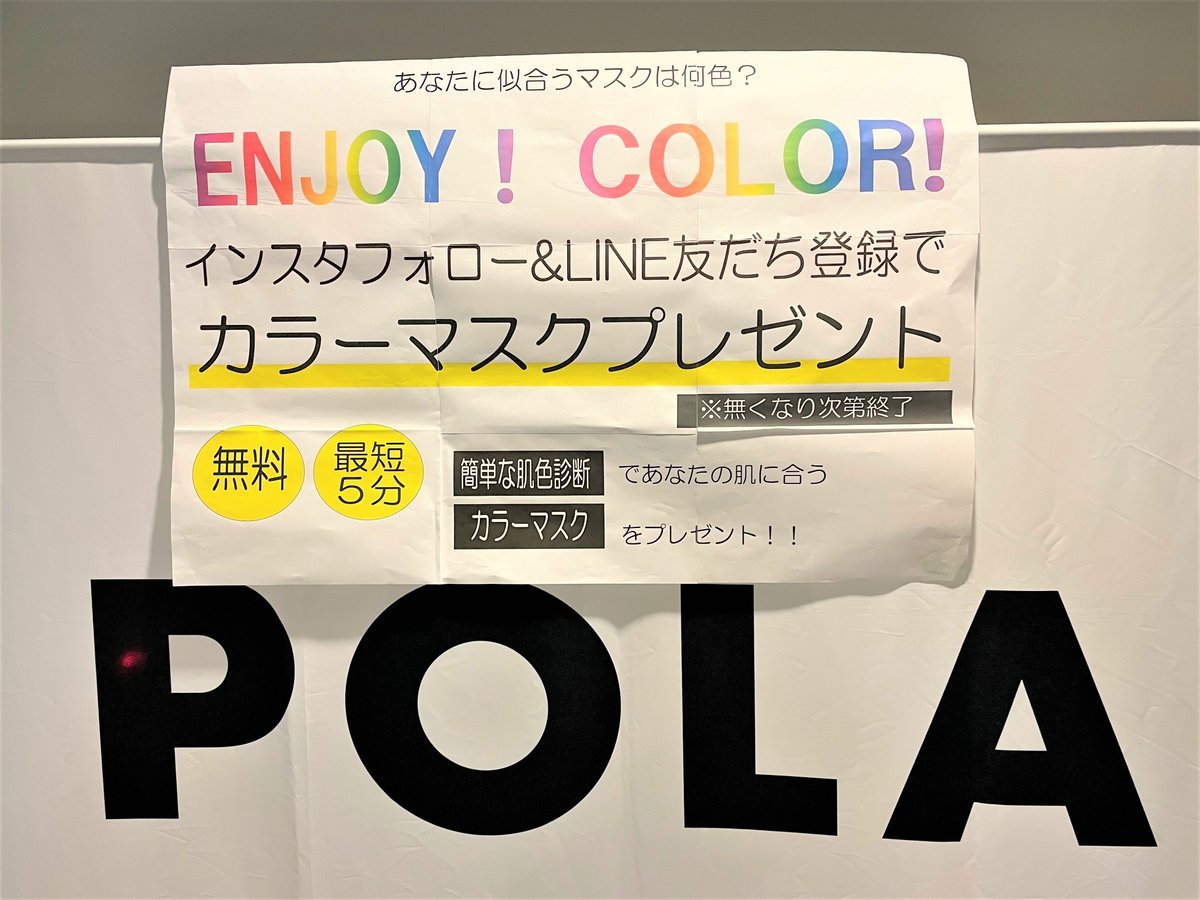 あなたに似合うマスクは何色？
ENJOY！ COLOR!
インスタフォロー&LINE友だち登録で
カラーマスクプレゼント
※無くなり次第終了
無料
最短
５分
簡単な肌色診断 であなたの肌に合う
カラーマスク をプレゼント！！
POLA